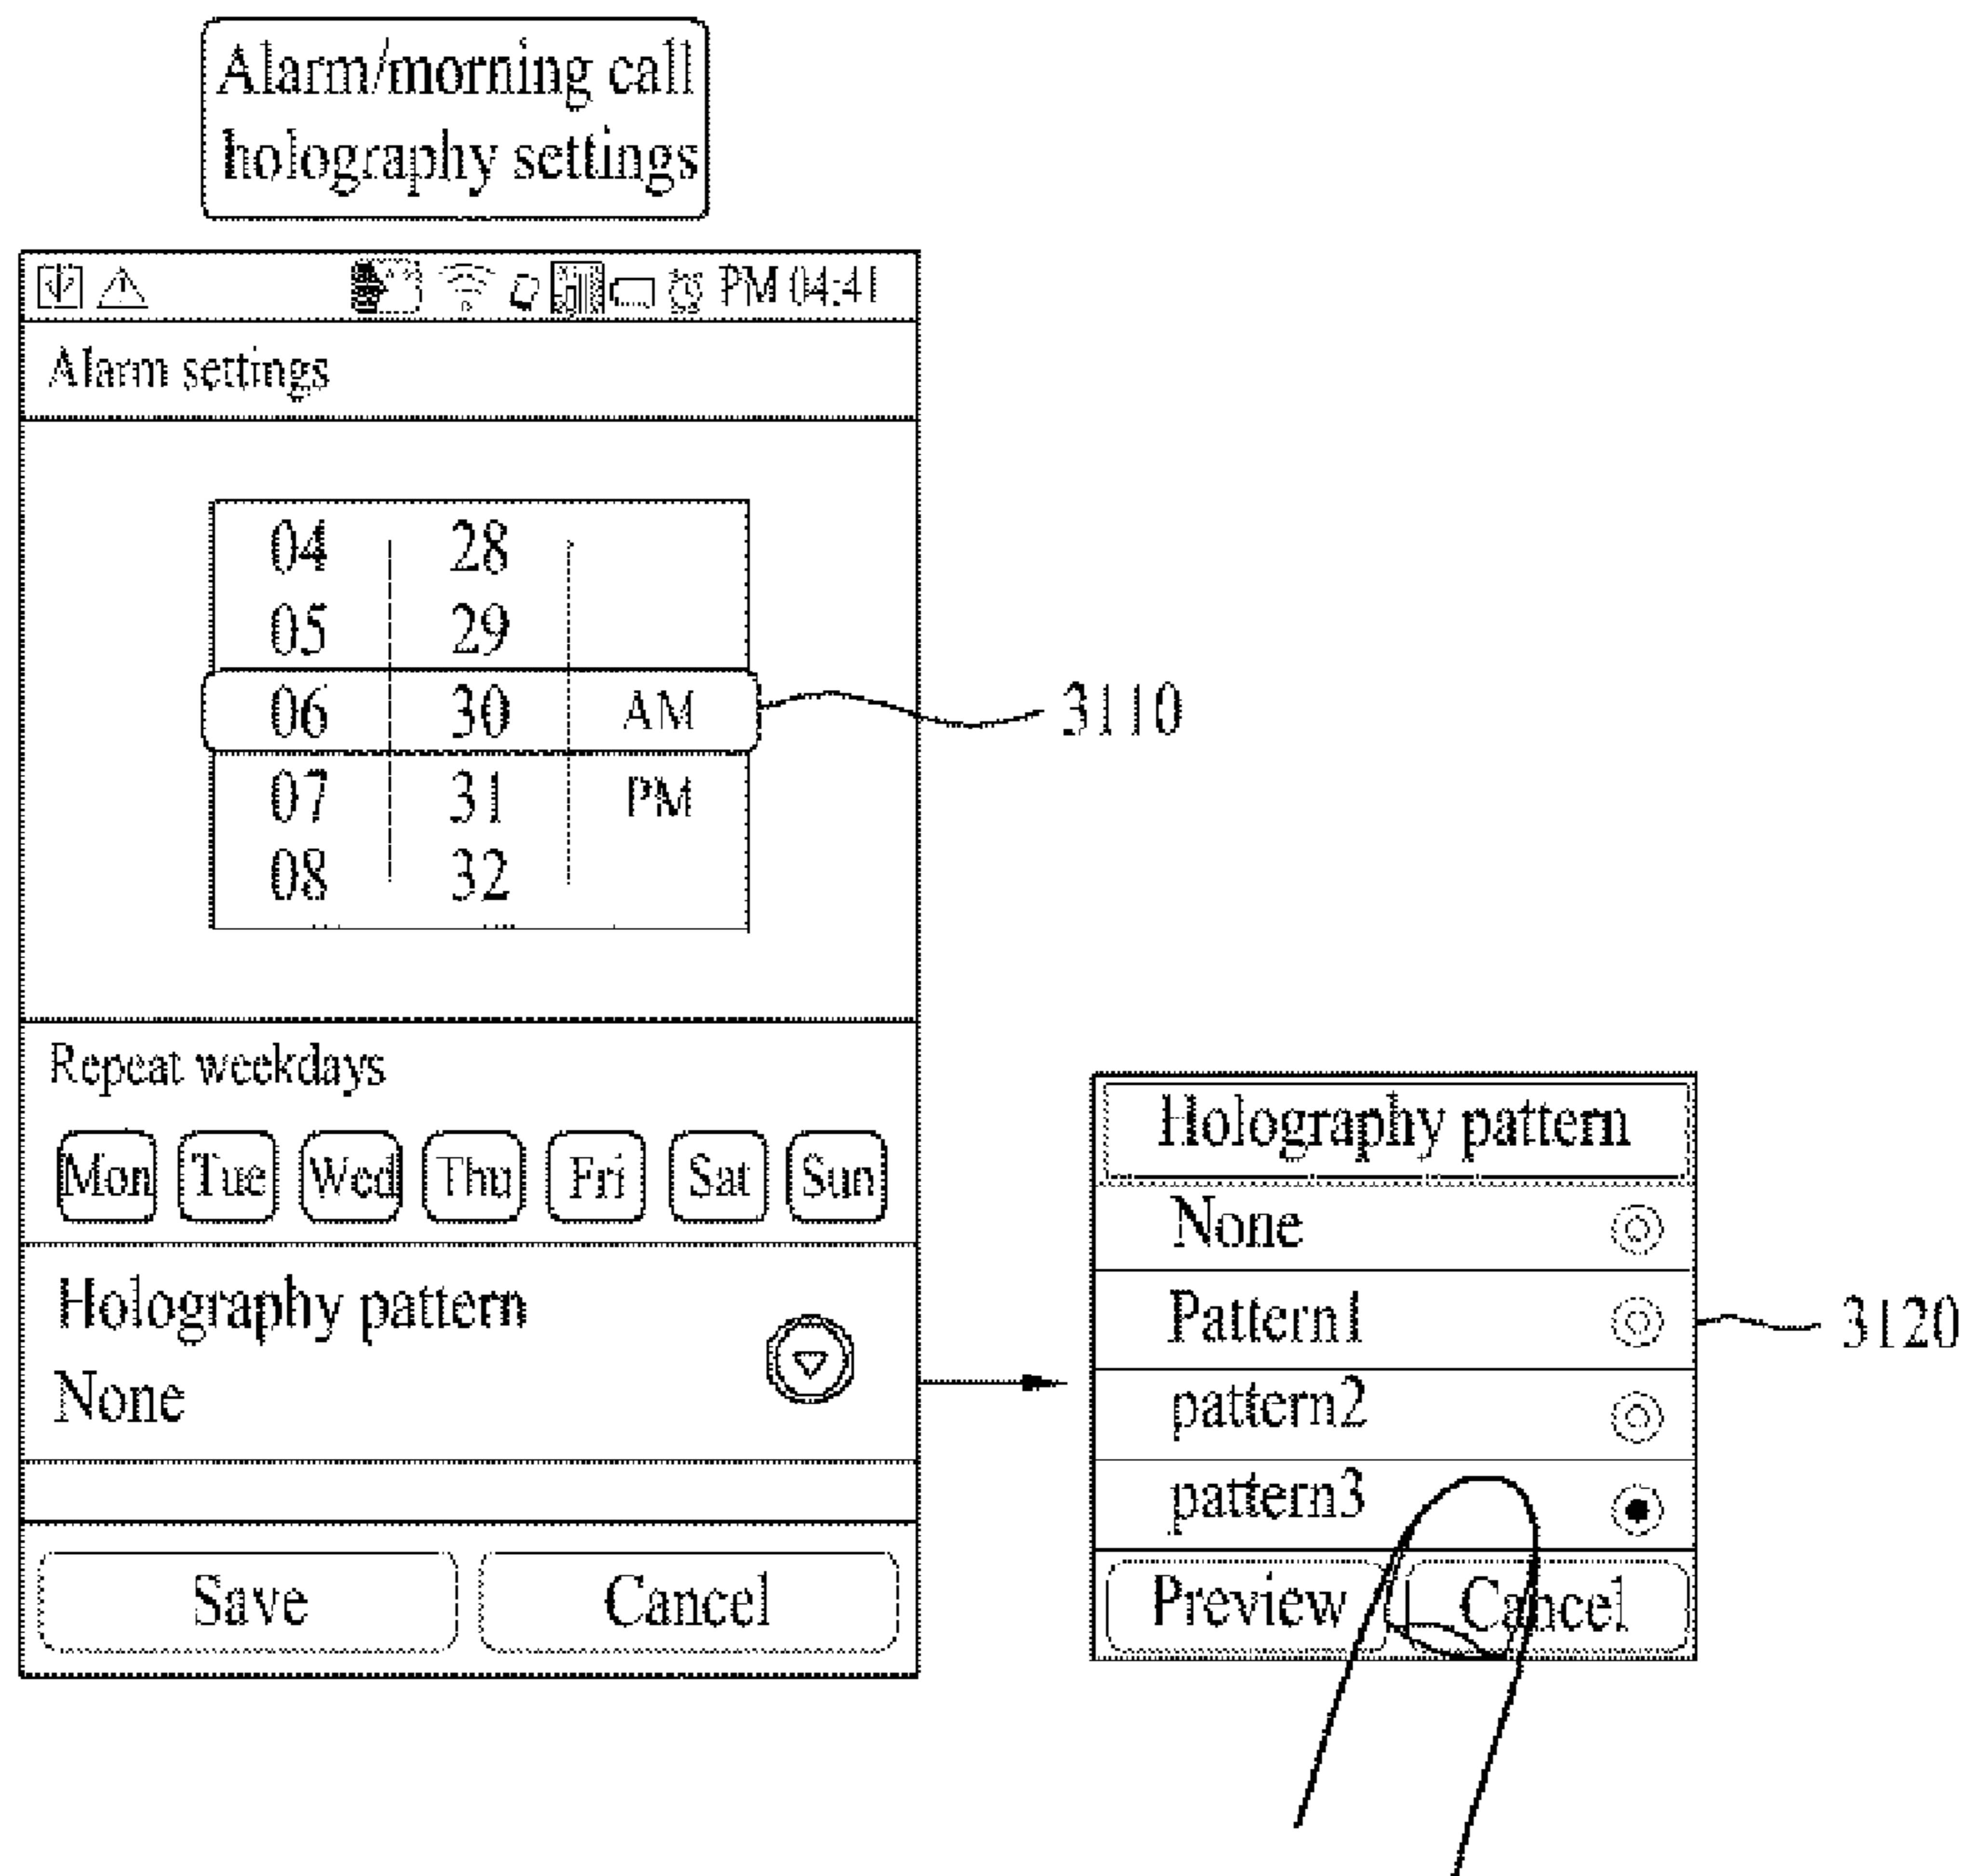 Alarm/morning call
holography settings
PM 04:41
Alarm settings
04 28
05 29
06 30 AM
3110
07 31 PM
08 32
Repeat weekdays
Mon Tue Wed Thu Fri Sat Sun
Holography pattern
None
Holography pattern
None
Pattern1
3120
pattern2
pattern3
Preview Cancel
Save Cancel